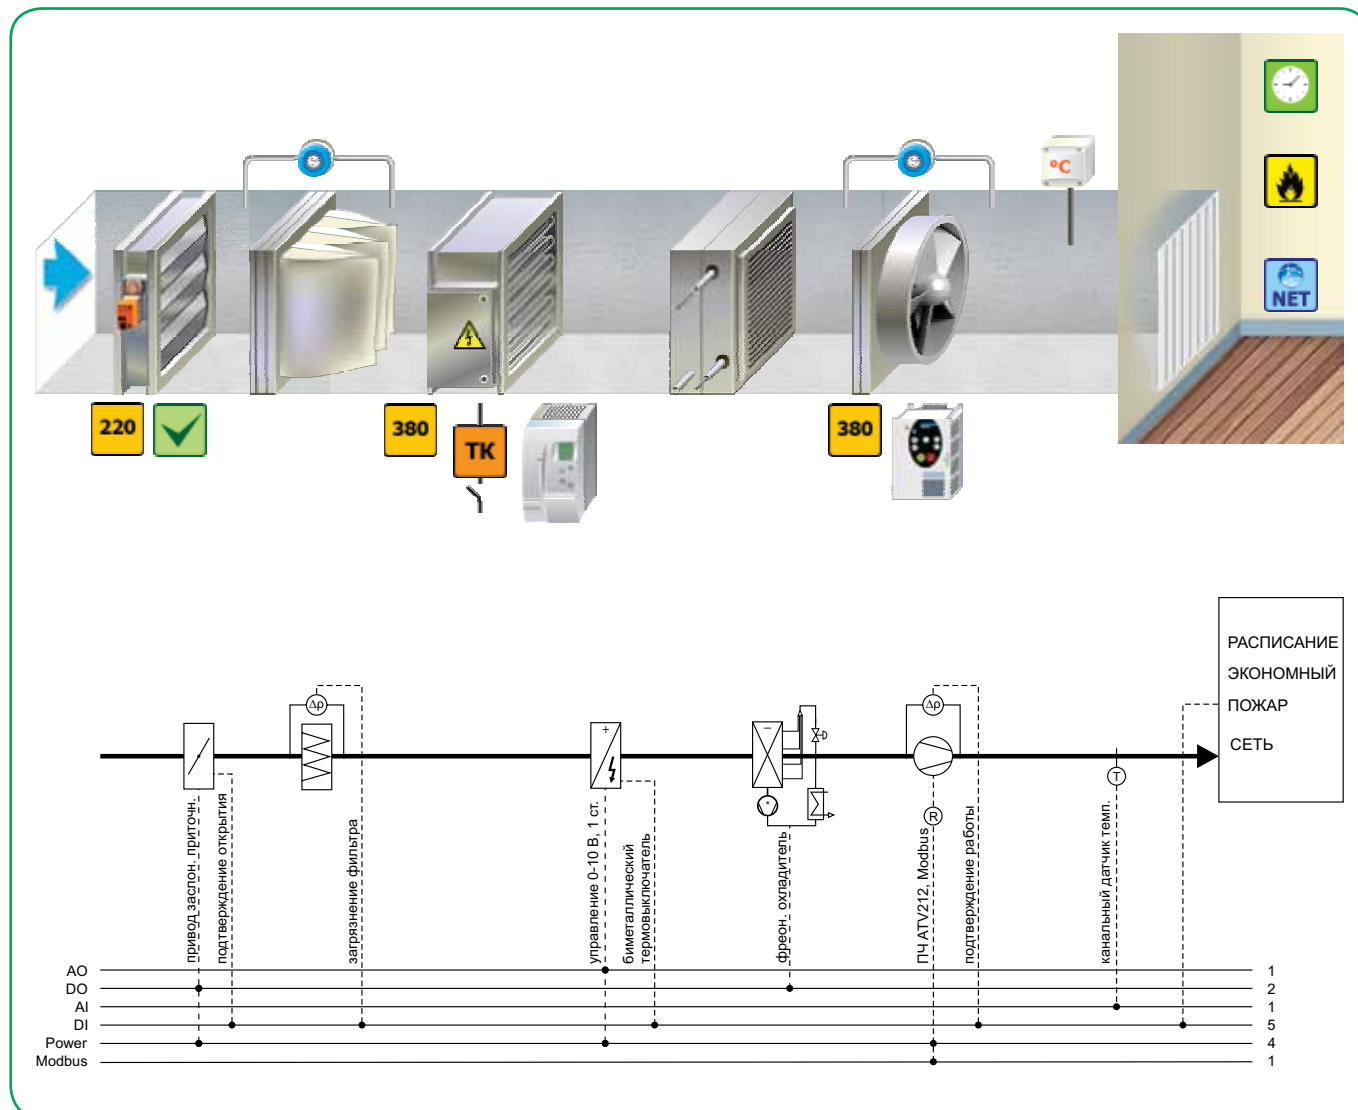 °C
NET
220
380
TK
380
РАСПИСАНИЕ
ЭКОНОМНЫЙ
ПОЖАР
СЕТЬ
Δρ
Δρ
+
–
*
T
R
привод заслон. приточн.
подтверждение открытия
загрязнение фильтра
управление 0-10 В, 1 ст.
биметаллический
термовыключатель
фреон. охладитель
ПЧ ATV212, Modbus
подтверждение работы
канальный датчик темп.
AO 1
DO 2
AI 1
DI 5
Power 4
Modbus 1